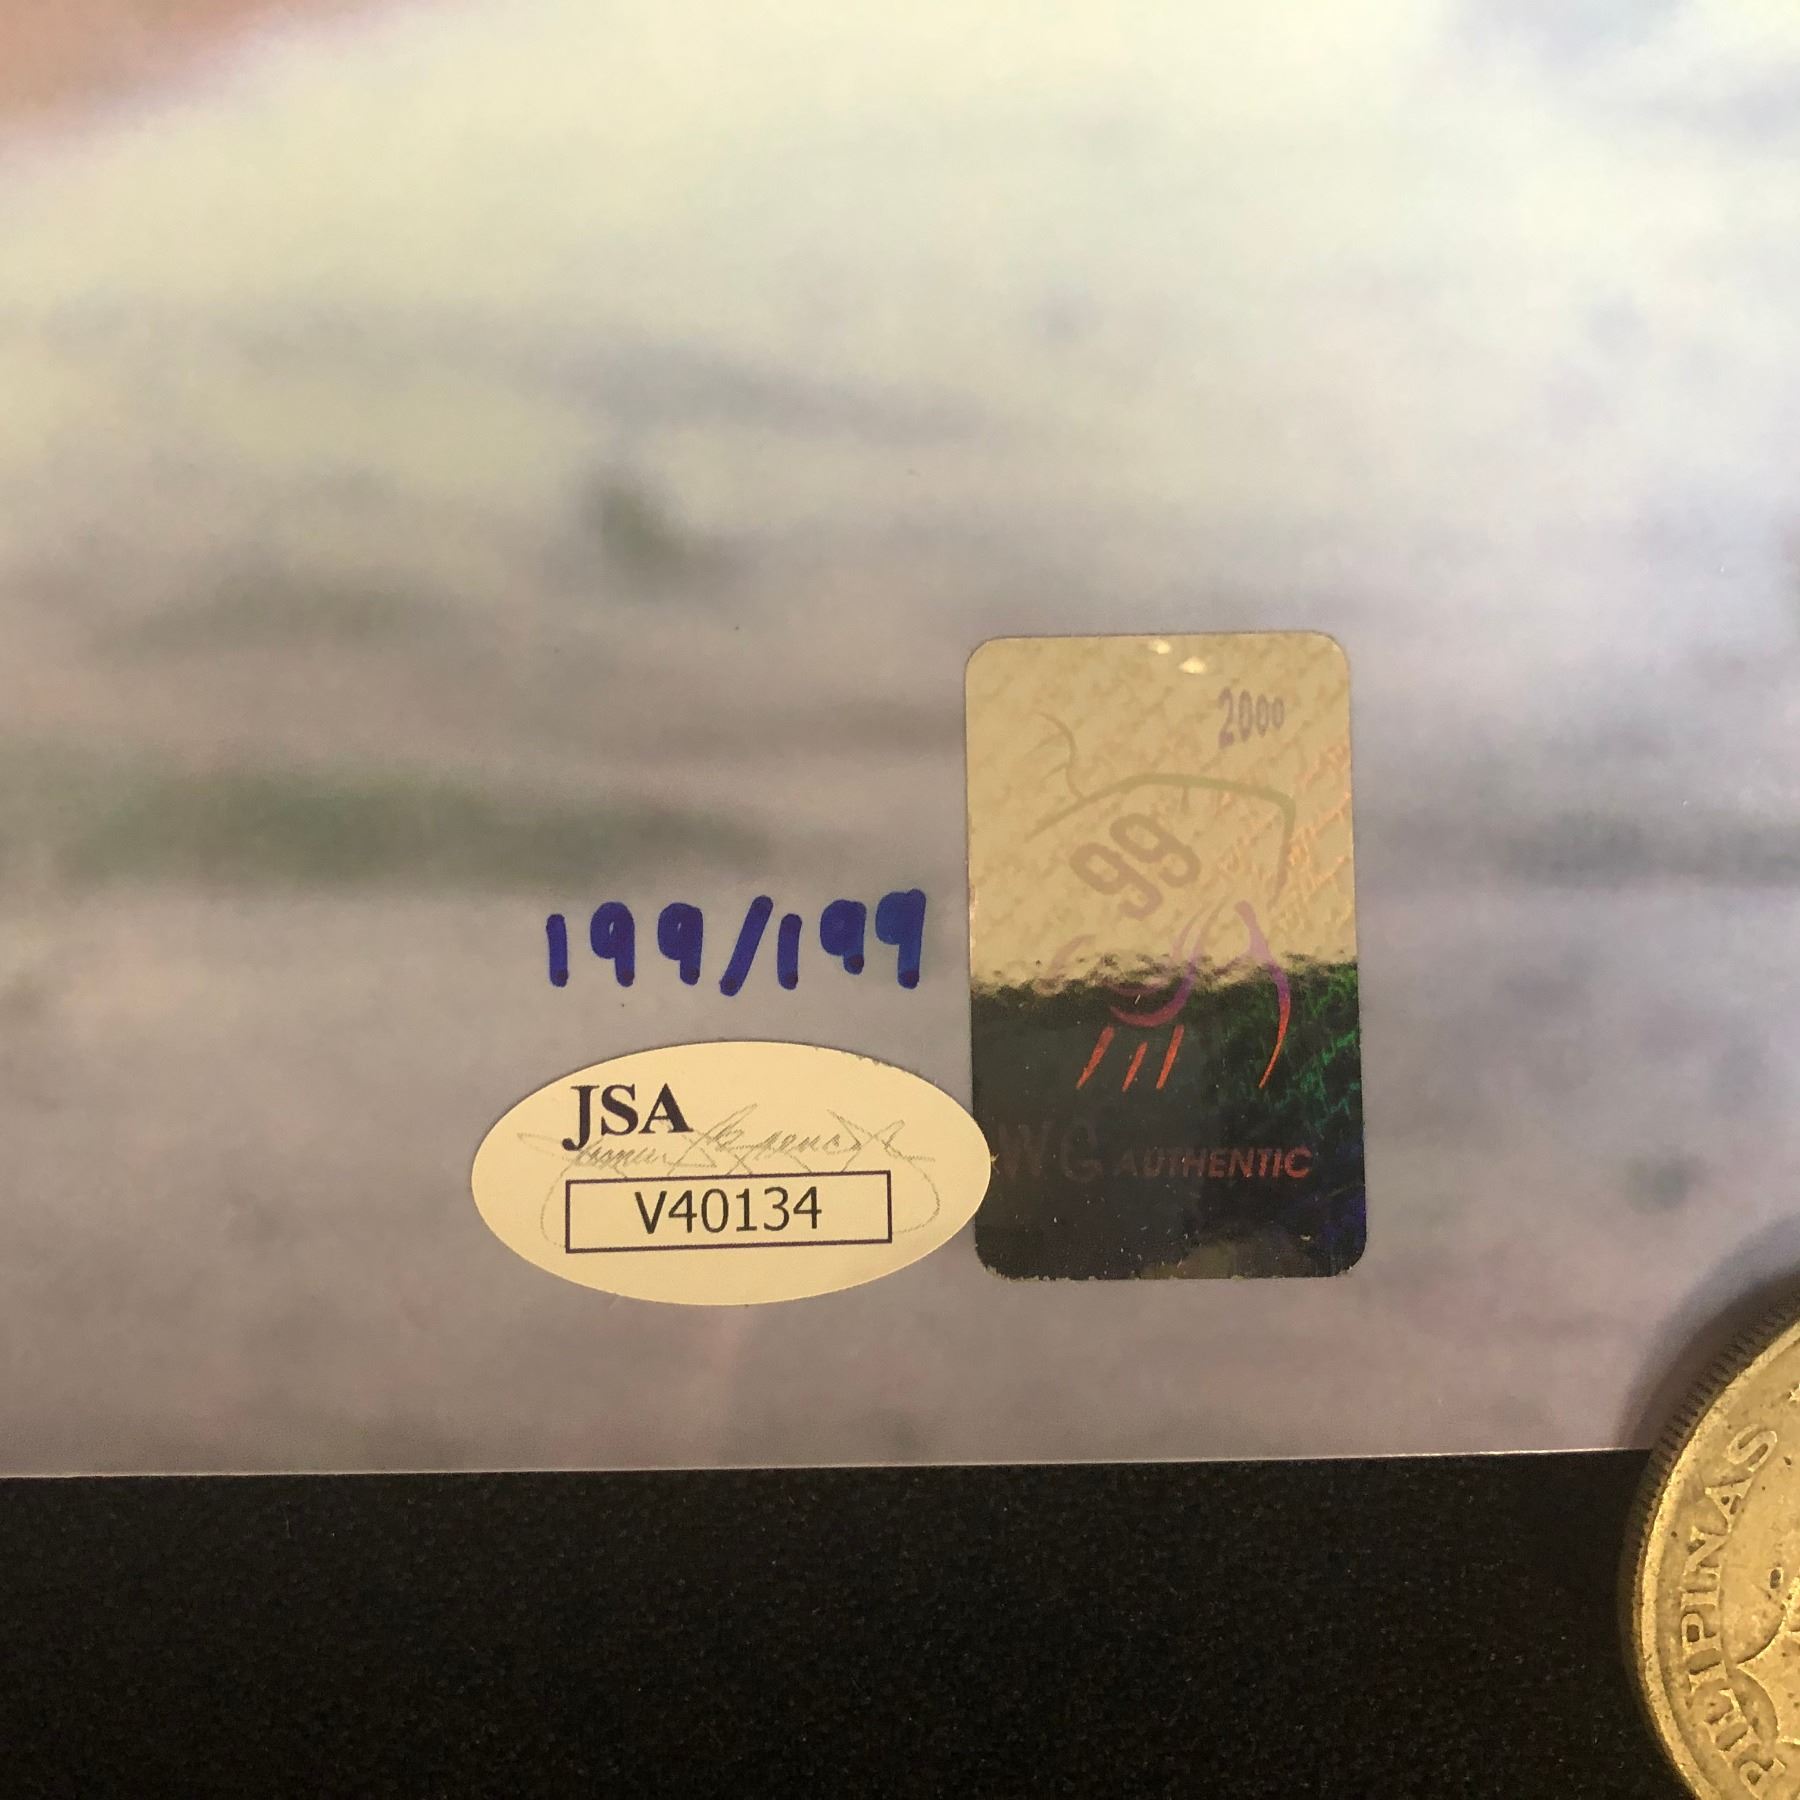 2000
99
199/199
JSA
V40134
WG AUTHENTIC
PILIPINAS